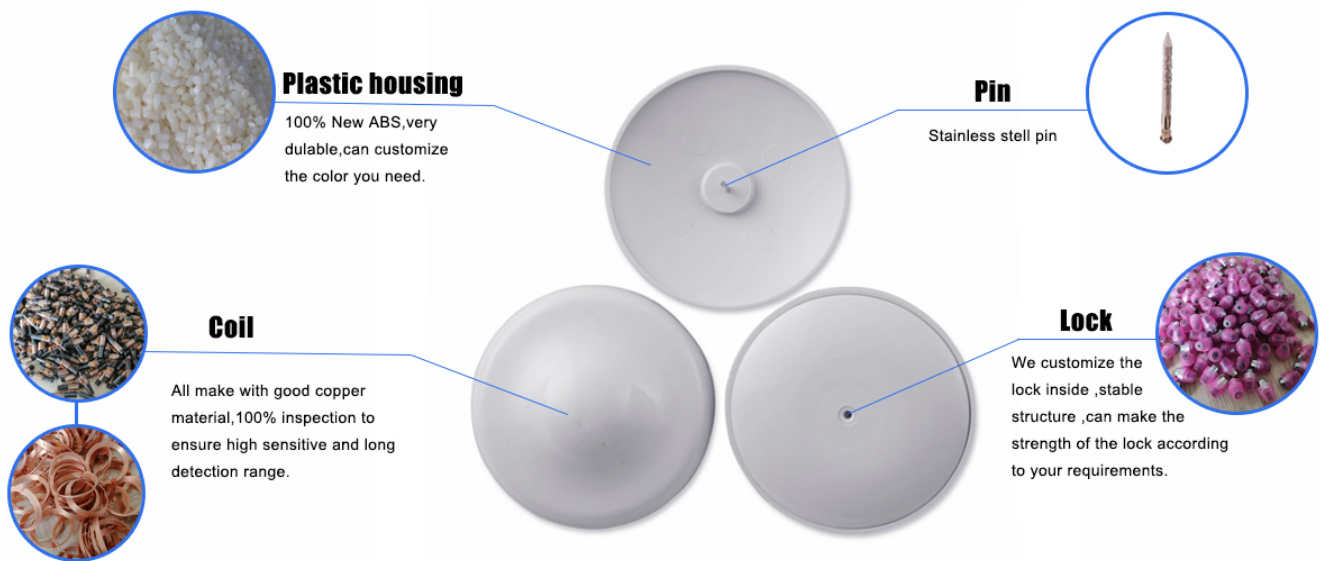 Plastic housing
100% New ABS,very
dulable,can customize
the color you need.
Pin
Stainless stell pin
Coil
All make with good copper
material,100% inspection to
ensure high sensitive and long
detection range.
Lock
We customize the
lock inside ,stable
structure ,can make the
strength of the lock according
to your requirements.